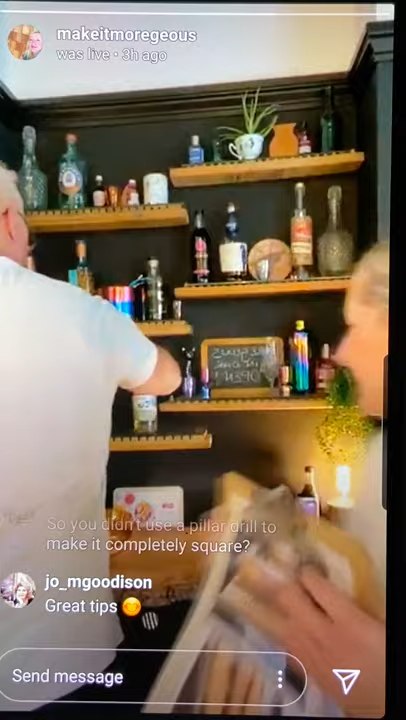 makeitmoregeous
was live • 3h ago
So you didn't use a pillar drill to
make it completely square?
jo_mgoodison
Great tips 😊
Send message